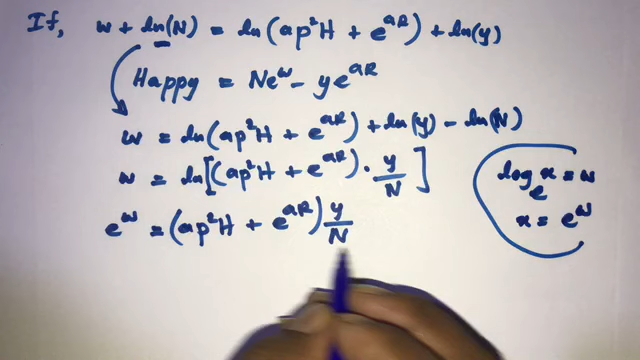 If, w + ln(N) = ln(ap²H + e^aR) + ln(y)
Happy = Ne^w - ye^aR
w = ln(ap²H + e^aR) + ln(y) - ln(N)
w = ln[(ap²H + e^aR) · y/N]
log_e x = w
x = e^w
e^w = (ap²H + e^aR) y/N